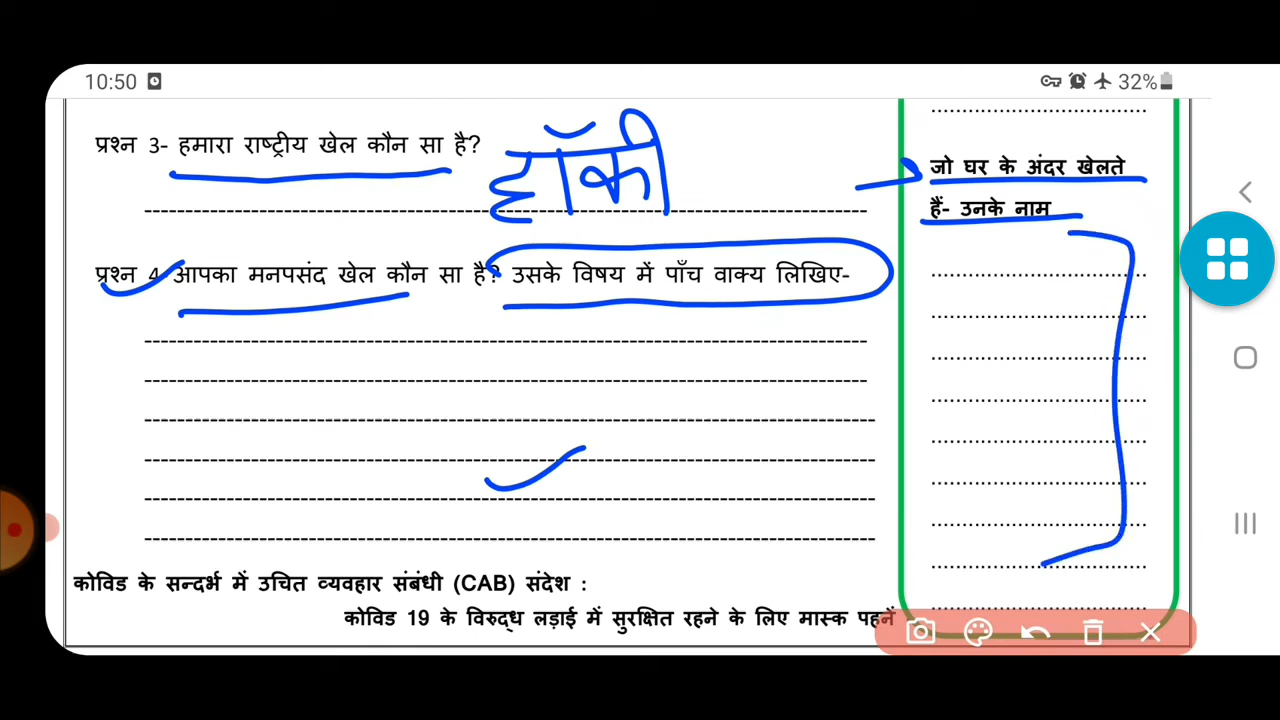 10:50
32%
प्रश्न 3- हमारा राष्ट्रीय खेल कौन सा है?
हॉकी
प्रश्न 4- आपका मनपसंद खेल कौन सा है? उसके विषय में पाँच वाक्य लिखिए-
कोविड के सन्दर्भ में उचित व्यवहार संबंधी (CAB) संदेश :
कोविड 19 के विरुद्ध लड़ाई में सुरक्षित रहने के लिए मास्क पहनें
जो घर के अंदर खेलते
हैं- उनके नाम